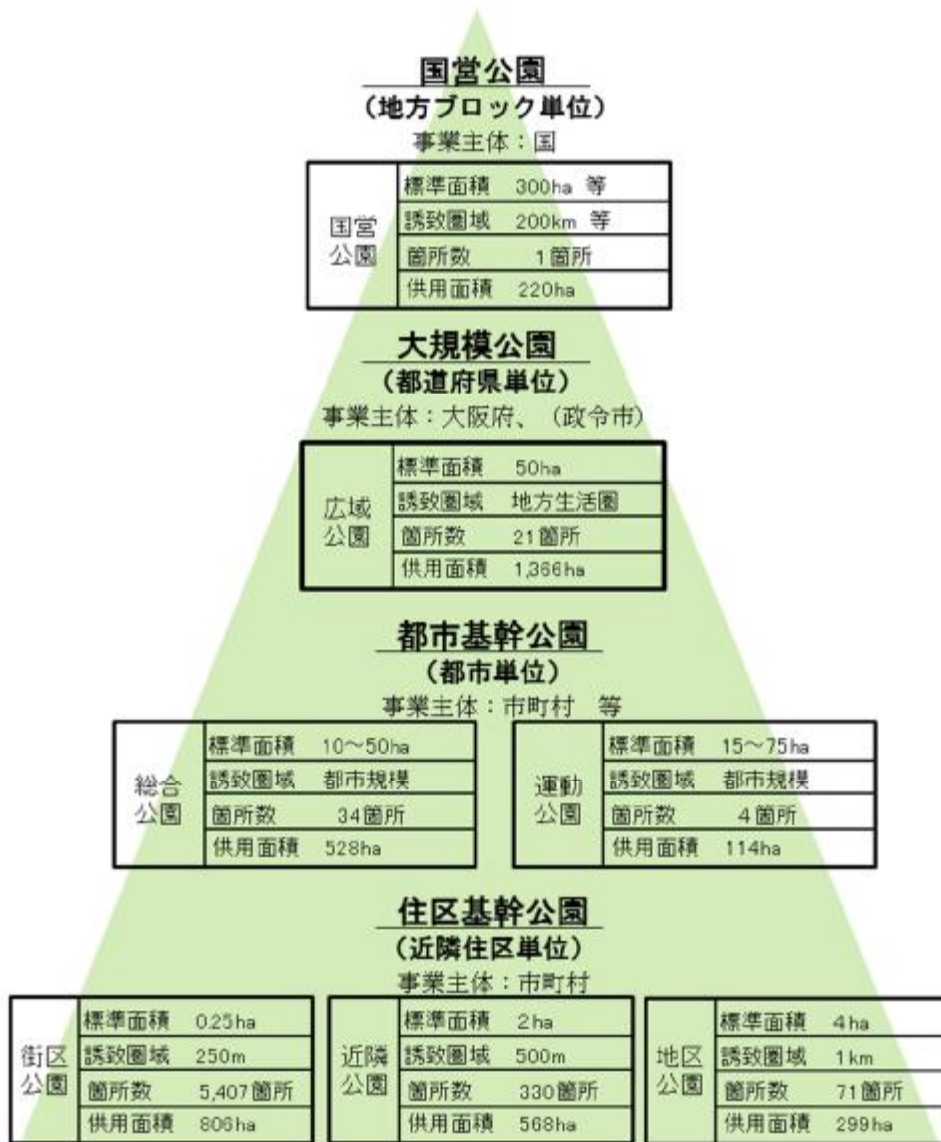 国営公園
（地方ブロック単位）
事業主体：国
国営
公園
標準面積 300ha 等
誘致圏域 200km 等
箇所数 1箇所
供用面積 220ha
大規模公園
（都道府県単位）
事業主体：大阪府、（政令市）
広域
公園
標準面積 50ha
誘致圏域 地方生活圏
箇所数 21箇所
供用面積 1,366ha
都市基幹公園
（都市単位）
事業主体：市町村 等
総合
公園
標準面積 10～50ha
誘致圏域 都市規模
箇所数 34箇所
供用面積 528ha
運動
公園
標準面積 15～75ha
誘致圏域 都市規模
箇所数 4箇所
供用面積 114ha
住区基幹公園
（近隣住区単位）
事業主体：市町村
街区
公園
標準面積 0.25ha
誘致圏域 250m
箇所数 5,407箇所
供用面積 806ha
近隣
公園
標準面積 2ha
誘致圏域 500m
箇所数 330箇所
供用面積 568ha
地区
公園
標準面積 4ha
誘致圏域 1km
箇所数 71箇所
供用面積 299ha